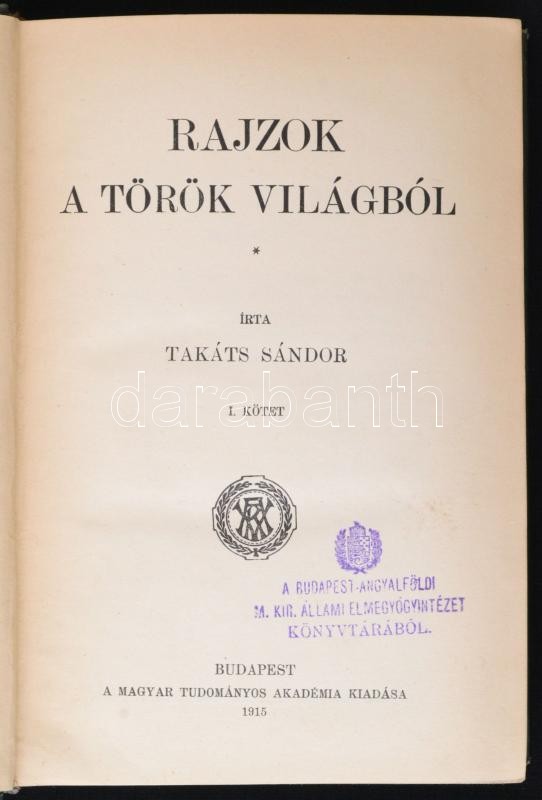 RAJZOK
A TÖRÖK VILÁGBÓL
*
ÍRTA
TAKÁTS SÁNDOR
darabanth
I. KÖTET
A BUDAPEST-ANGYALFÖLDI
M. KIR. ÁLLAMI ELMEGYÓGYINTÉZET
KÖNYVTÁRÁBÓL.
BUDAPEST
A MAGYAR TUDOMÁNYOS AKADÉMIA KIADÁSA
1915